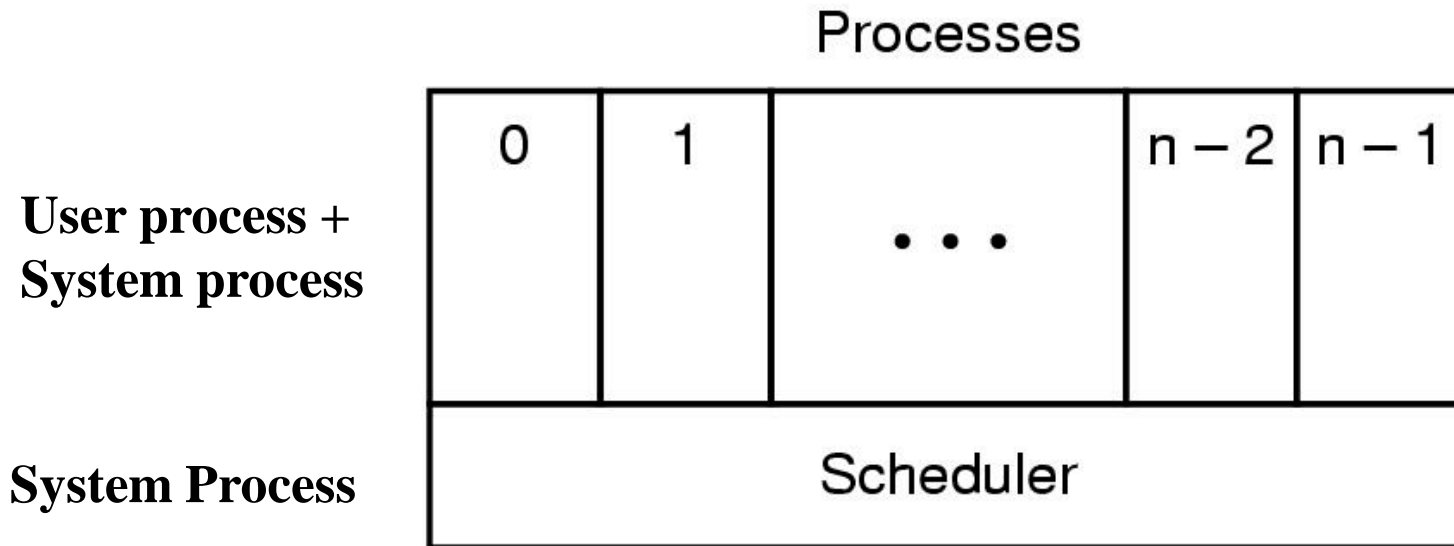 Processes
0 1 • • • n – 2 n – 1
User process +
System process
System Process
Scheduler